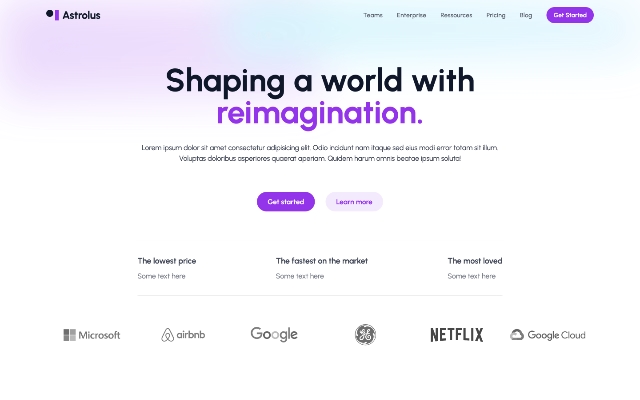 Astrolus
Teams Enterprise Ressources Pricing Blog Get Started
Shaping a world with
reimagination.
Lorem ipsum dolor sit amet consectetur adipisicing elit. Odio incidunt nam itaque sed eius modi error totam sit illum.
Voluptas doloribus asperiores quaerat aperiam. Quidem harum omnis beatae ipsum soluta!
Get started Learn more
The lowest price The fastest on the market The most loved
Some text here Some text here Some text here
Microsoft airbnb Google GE NETFLIX Google Cloud